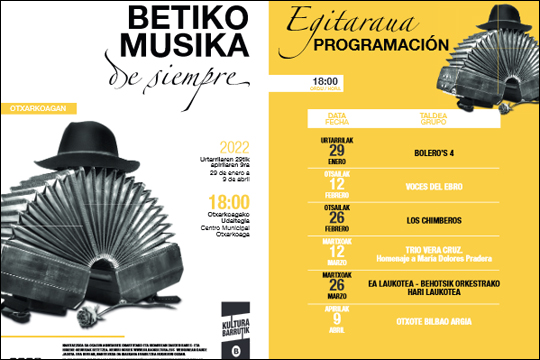 BETIKO
MUSIKA
de siempre
OTXARKOAGAN
2022
Urtarrilaren 29tik
apirilaren 9ra
29 de enero a
9 de abril
18:00
Otxarkoagako
Udaltegia
Centro Municipal
Otxarkoaga
KULTURA
BARRUTIK
B
Egitaraua
PROGRAMACIÓN
18:00
DATA
FECHA
TALDEA
GRUPO
URTARRILAK
29
ENERO
BOLERO'S 4
OTSAILAK
12
FEBRERO
VOCES DEL EBRO
OTSAILAK
26
FEBRERO
LOS CHIMBEROS
MARTXOAK
12
MARZO
TRIO VERA CRUZ.
Homenaje a María Dolores Pradera
MARTXOAK
26
MARZO
EA LAUKOTEA - BEHOTSIK ORKESTRAKO
HARI LAUKOTEA
APIRILAK
9
ABRIL
OTXOTE BILBAO ARGIA